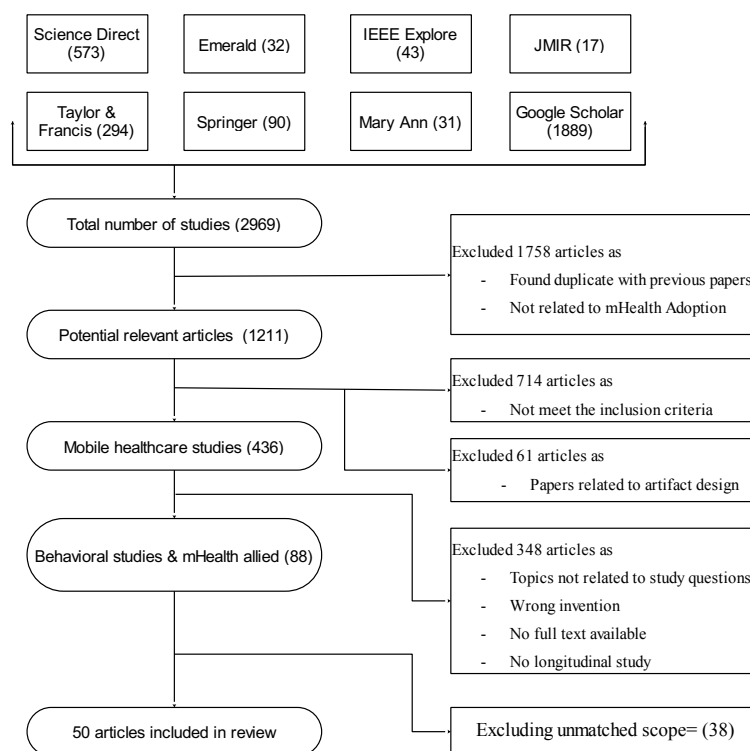 Science Direct
(573)
Emerald (32)
IEEE Explore
(43)
JMIR (17)
Taylor &
Francis (294)
Springer (90)
Mary Ann (31)
Google Scholar
(1889)
Total number of studies (2969)
Excluded 1758 articles as
- Found duplicate with previous papers
- Not related to mHealth Adoption
Potential relevant articles (1211)
Excluded 714 articles as
- Not meet the inclusion criteria
Mobile healthcare studies (436)
Excluded 61 articles as
- Papers related to artifact design
Behavioral studies & mHealth allied (88)
Excluded 348 articles as
- Topics not related to study questions
- Wrong invention
- No full text available
- No longitudinal study
50 articles included in review
Excluding unmatched scope= (38)